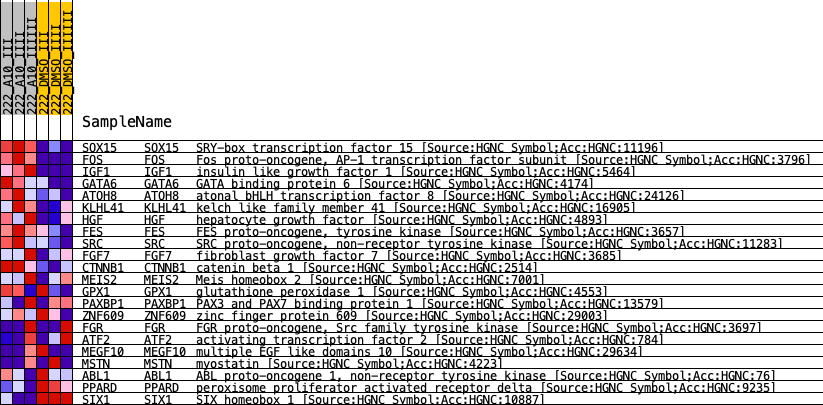 222_A10_III
222_A10_IIII
222_A10_IIIIII
222_DMSO_III
222_DMSO_IIII
222_DMSO_IIIIII
SampleName
SOX15 SOX15 SRY-box transcription factor 15 [Source:HGNC Symbol;Acc:HGNC:11196]
FOS FOS Fos proto-oncogene, AP-1 transcription factor subunit [Source:HGNC Symbol;Acc:HGNC:3796]
IGF1 IGF1 insulin like growth factor 1 [Source:HGNC Symbol;Acc:HGNC:5464]
GATA6 GATA6 GATA binding protein 6 [Source:HGNC Symbol;Acc:HGNC:4174]
ATOH8 ATOH8 atonal bHLH transcription factor 8 [Source:HGNC Symbol;Acc:HGNC:24126]
KLHL41 KLHL41 kelch like family member 41 [Source:HGNC Symbol;Acc:HGNC:16905]
HGF HGF hepatocyte growth factor [Source:HGNC Symbol;Acc:HGNC:4893]
FES FES FES proto-oncogene, tyrosine kinase [Source:HGNC Symbol;Acc:HGNC:3657]
SRC SRC SRC proto-oncogene, non-receptor tyrosine kinase [Source:HGNC Symbol;Acc:HGNC:11283]
FGF7 FGF7 fibroblast growth factor 7 [Source:HGNC Symbol;Acc:HGNC:3685]
CTNNB1 CTNNB1 catenin beta 1 [Source:HGNC Symbol;Acc:HGNC:2514]
MEIS2 MEIS2 Meis homeobox 2 [Source:HGNC Symbol;Acc:HGNC:7001]
GPX1 GPX1 glutathione peroxidase 1 [Source:HGNC Symbol;Acc:HGNC:4553]
PAXBP1 PAXBP1 PAX3 and PAX7 binding protein 1 [Source:HGNC Symbol;Acc:HGNC:13579]
ZNF609 ZNF609 zinc finger protein 609 [Source:HGNC Symbol;Acc:HGNC:29003]
FGR FGR FGR proto-oncogene, Src family tyrosine kinase [Source:HGNC Symbol;Acc:HGNC:3697]
ATF2 ATF2 activating transcription factor 2 [Source:HGNC Symbol;Acc:HGNC:784]
MEGF10 MEGF10 multiple EGF like domains 10 [Source:HGNC Symbol;Acc:HGNC:29634]
MSTN MSTN myostatin [Source:HGNC Symbol;Acc:HGNC:4223]
ABL1 ABL1 ABL proto-oncogene 1, non-receptor tyrosine kinase [Source:HGNC Symbol;Acc:HGNC:76]
PPARD PPARD peroxisome proliferator activated receptor delta [Source:HGNC Symbol;Acc:HGNC:9235]
SIX1 SIX1 SIX homeobox 1 [Source:HGNC Symbol;Acc:HGNC:10887]